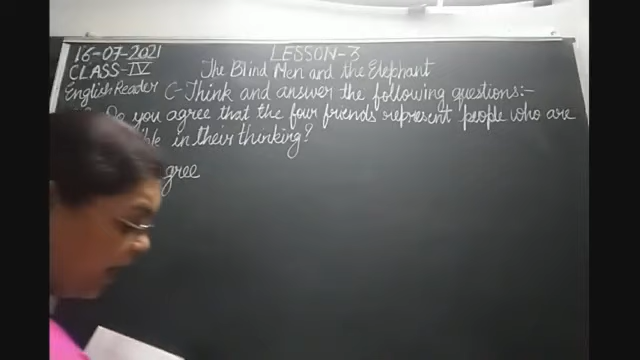 16-07-2021
LESSON-3
CLASS-IV
The Blind Men and the Elephant
English Reader
C- Think and answer the following questions:-
Do you agree that the four friends represent people who are
in their thinking?